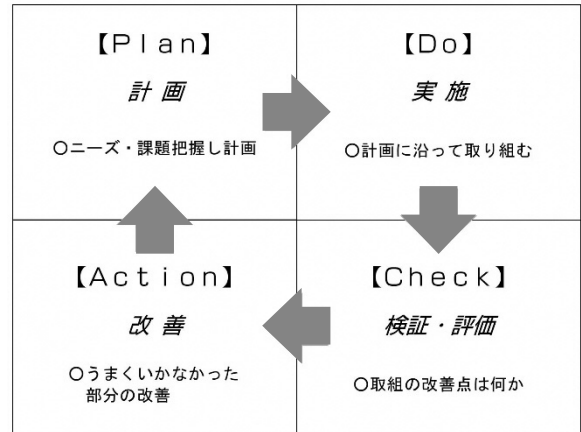 【Ｐｌａｎ】
計 画
○ニーズ・課題把握し計画
【Ｄｏ】
実 施
○計画に沿って取り組む
【Ａｃｔｉｏｎ】
改 善
○うまくいかなかった
部分の改善
【Ｃｈｅｃｋ】
検証・評価
○取組の改善点は何か